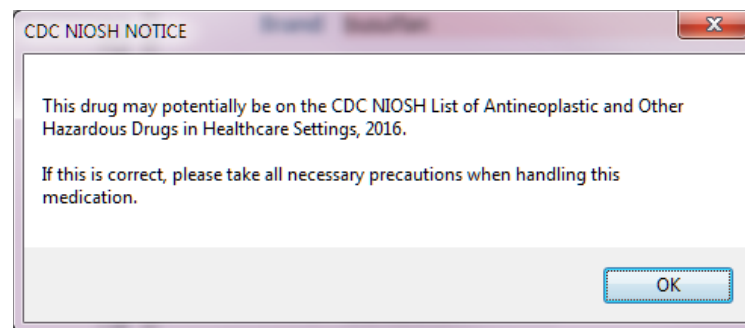 CDC NIOSH NOTICE
This drug may potentially be on the CDC NIOSH List of Antineoplastic and Other
Hazardous Drugs in Healthcare Settings, 2016.
If this is correct, please take all necessary precautions when handling this
medication.
OK